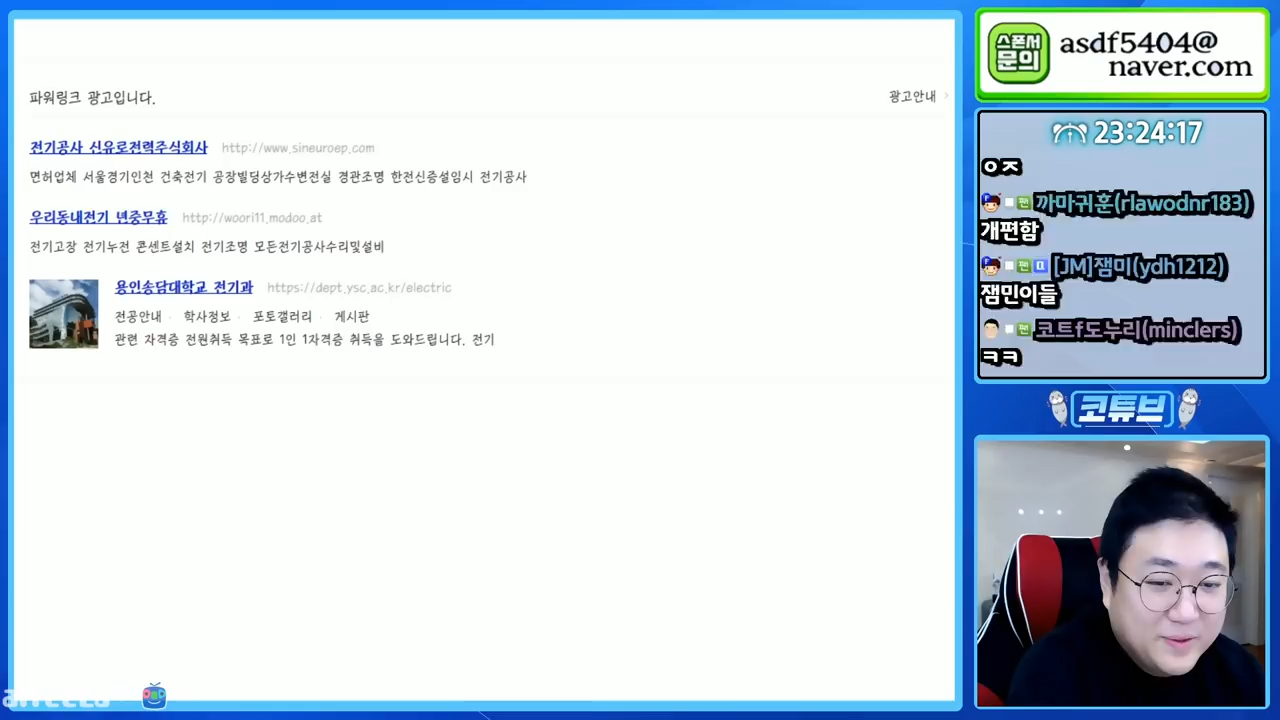 파워링크 광고입니다.
광고안내
전기공사 신유로전력주식회사 http://www.sineuroep.com
면허업체 서울경기인천 건축전기 공장빌딩상가수변전실 경관조명 한전신증설임시 전기공사
우리동네전기 년중무휴 http://woori11.modoo.at
전기고장 전기누전 콘센트설치 전기조명 모든전기공사수리및설비
용인송담대학교 전기과 https://dept.ysc.ac.kr/electric
전공안내 · 학사정보 · 포토갤러리 · 게시판
관련 자격증 전원취득 목표로 1인 1자격증 취득을 도와드립니다. 전기
스폰서
문의
asdf5404@
naver.com
23:24:17
ㅇㅈ
까마귀훈(rlawodnr183)
개편함
[JM]잼미(ydh1212)
잼민이들
코트f도누리(minclers)
ㅋㅋ
코튜브